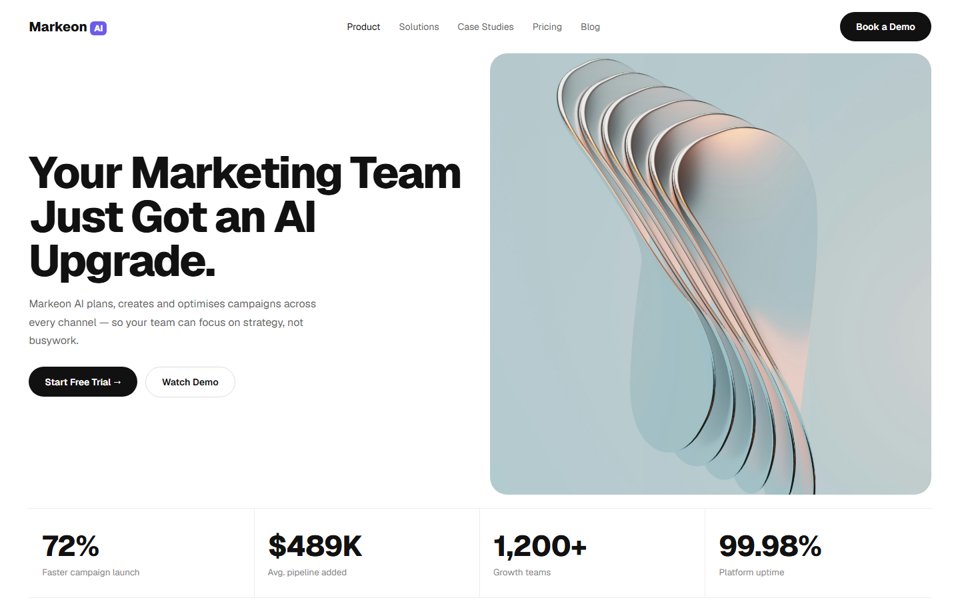 Markeon AI
Product
Solutions
Case Studies
Pricing
Blog
Book a Demo
Your Marketing Team
Just Got an AI
Upgrade.
Markeon AI plans, creates and optimises campaigns across
every channel — so your team can focus on strategy, not
busywork.
Start Free Trial →
Watch Demo
72%
Faster campaign launch
$489K
Avg. pipeline added
1,200+
Growth teams
99.98%
Platform uptime